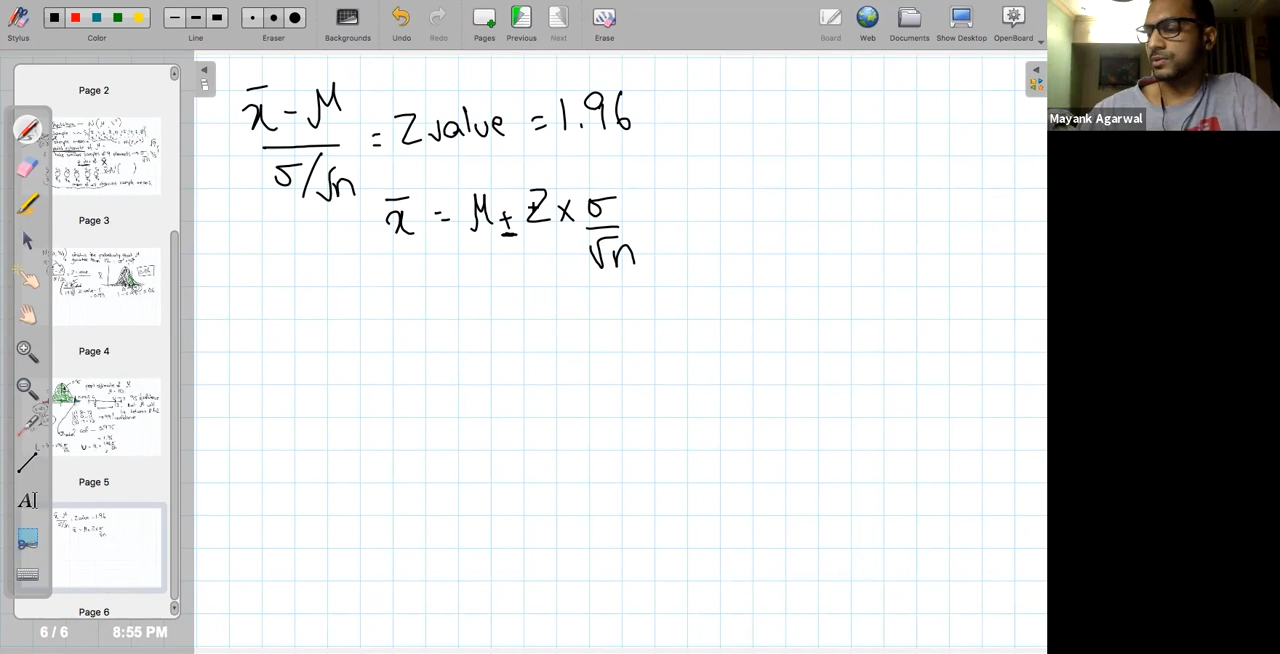 Stylus
Color
Line
Eraser
Backgrounds
Undo
Redo
Pages
Previous
Next
Erase
Board
Web
Documents
Show Desktop
OpenBoard
Mayank Agarwal
Page 2
Page 3
Page 4
Page 5
Page 6
6 / 6 8:55 PM
x̄ - μ / σ/√n = Z value = 1.96
x̄ = μ ± Z × σ/√n